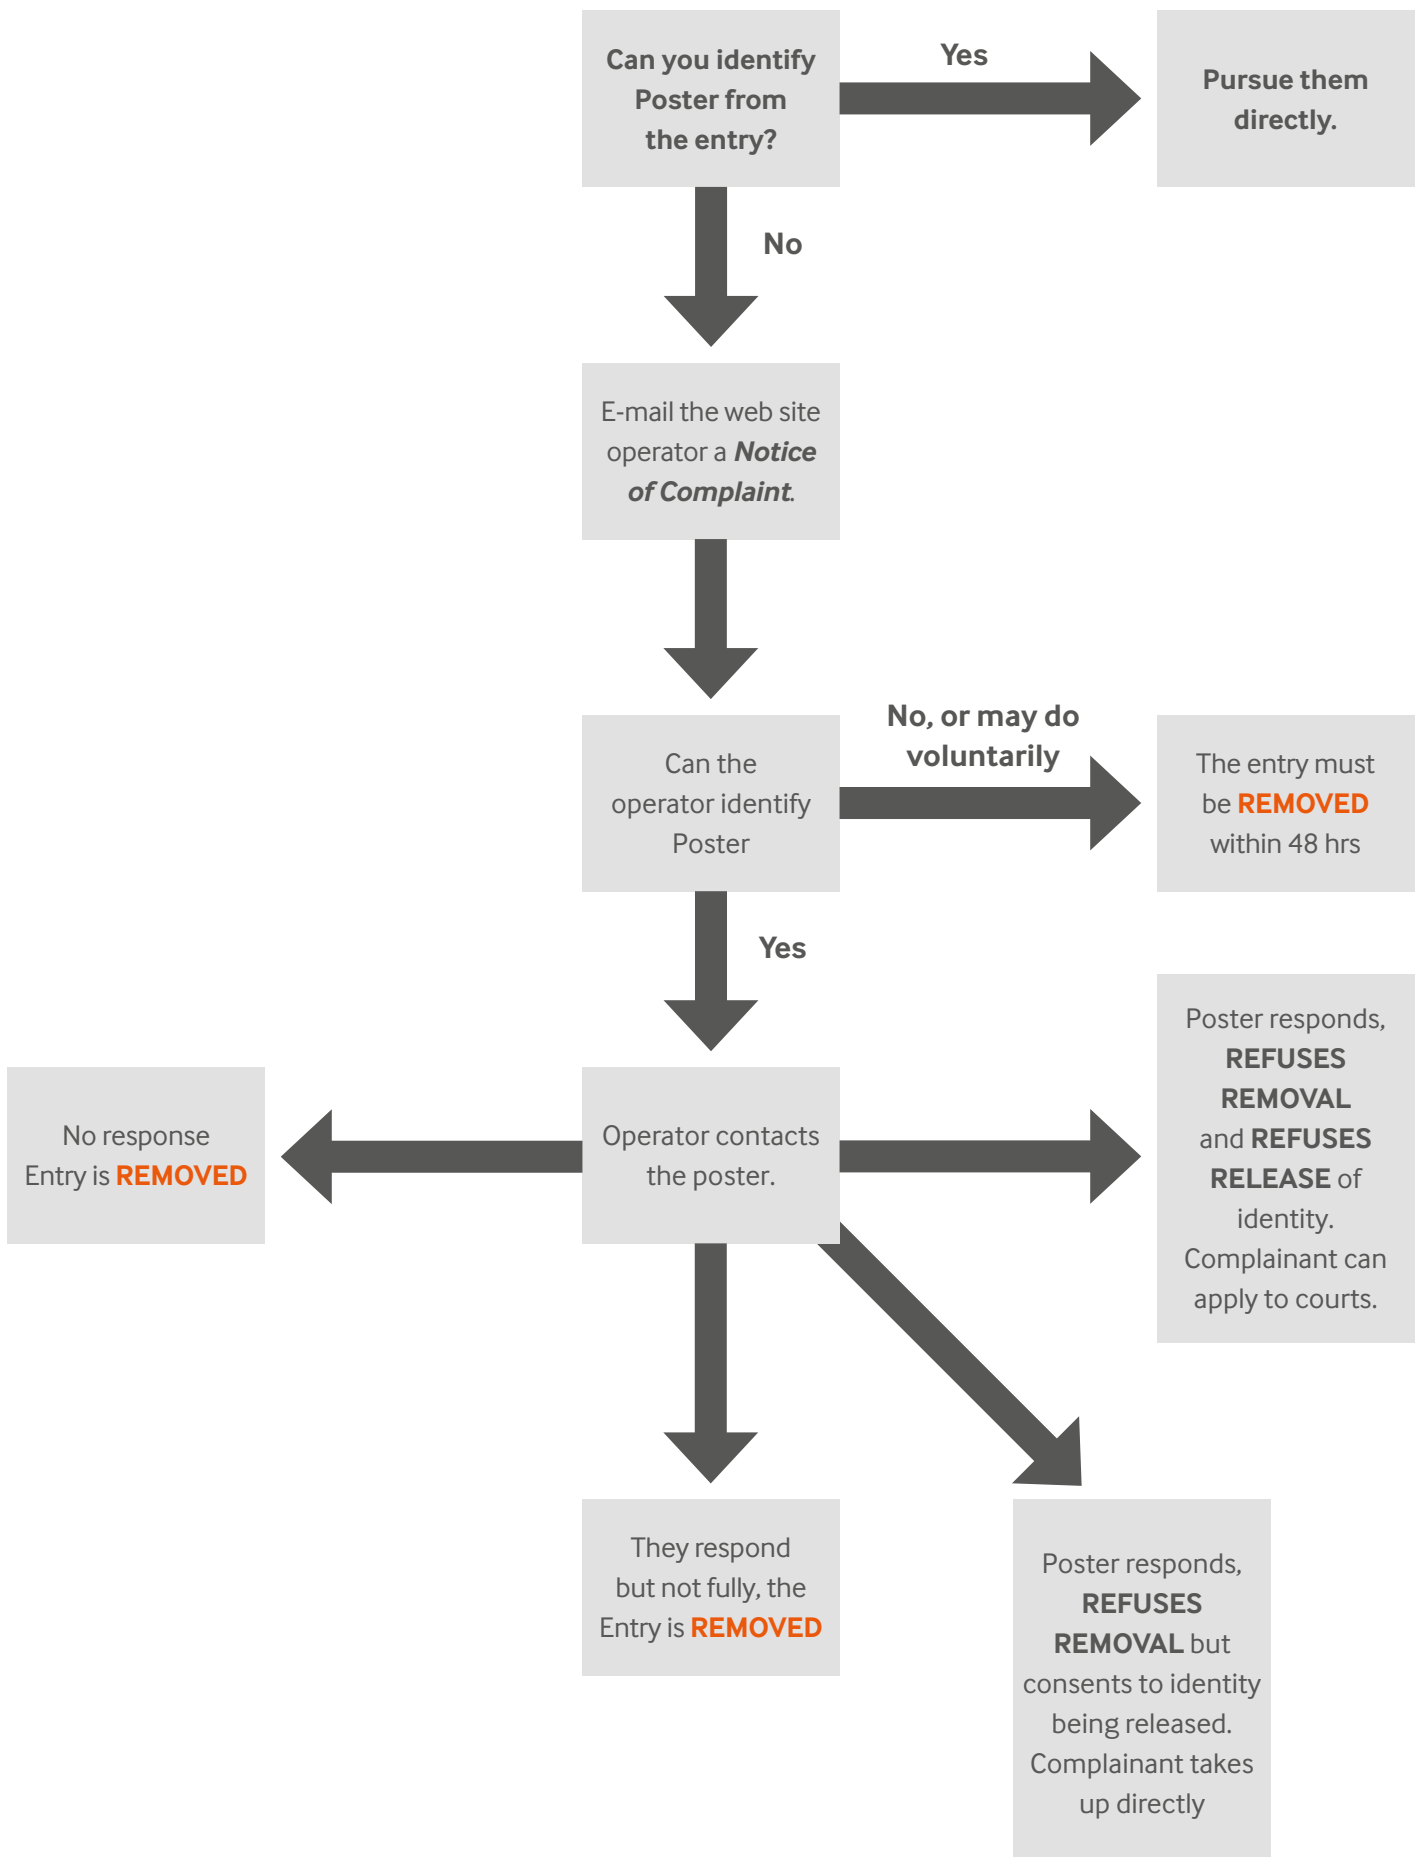 Can you identify
Poster from
the entry?
Yes
Pursue them
directly.
No
E-mail the web site
operator a Notice
of Complaint.
Can the
operator identify
Poster
No, or may do
voluntarily
The entry must
be REMOVED
within 48 hrs
Yes
No response
Entry is REMOVED
Operator contacts
the poster.
Poster responds,
REFUSES
REMOVAL
and REFUSES
RELEASE of
identity.
Complainant can
apply to courts.
They respond
but not fully, the
Entry is REMOVED
Poster responds,
REFUSES
REMOVAL but
consents to identity
being released.
Complainant takes
up directly